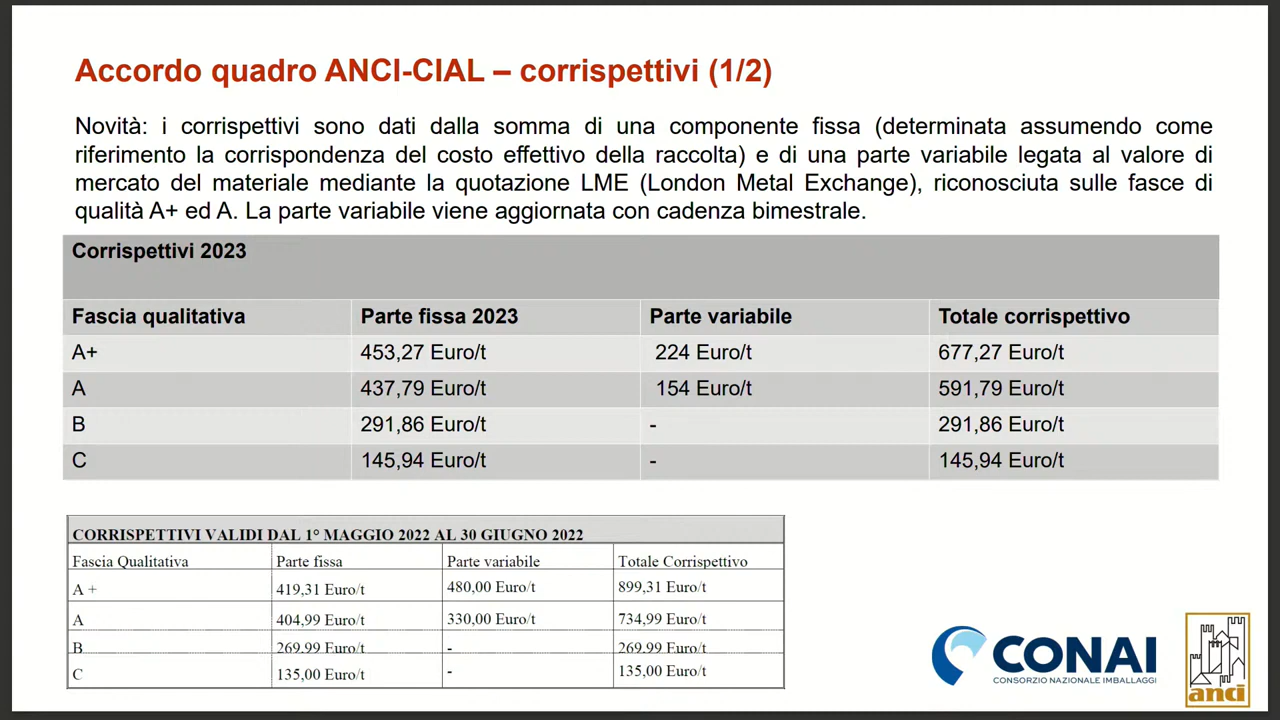 Accordo quadro ANCI-CIAL – corrispettivi (1/2)
Novità: i corrispettivi sono dati dalla somma di una componente fissa (determinata assumendo come
riferimento la corrispondenza del costo effettivo della raccolta) e di una parte variabile legata al valore di
mercato del materiale mediante la quotazione LME (London Metal Exchange), riconosciuta sulle fasce di
qualità A+ ed A. La parte variabile viene aggiornata con cadenza bimestrale.
Corrispettivi 2023
Fascia qualitativa Parte fissa 2023 Parte variabile Totale corrispettivo
A+ 453,27 Euro/t 224 Euro/t 677,27 Euro/t
A 437,79 Euro/t 154 Euro/t 591,79 Euro/t
B 291,86 Euro/t - 291,86 Euro/t
C 145,94 Euro/t - 145,94 Euro/t
CORRISPETTIVI VALIDI DAL 1° MAGGIO 2022 AL 30 GIUGNO 2022
Fascia Qualitativa Parte fissa Parte variabile Totale Corrispettivo
A + 419,31 Euro/t 480,00 Euro/t 899,31 Euro/t
A 404,99 Euro/t 330,00 Euro/t 734,99 Euro/t
B 269,99 Euro/t - 269,99 Euro/t
C 135,00 Euro/t - 135,00 Euro/t
CONAI
CONSORZIO NAZIONALE IMBALLAGGI
anci